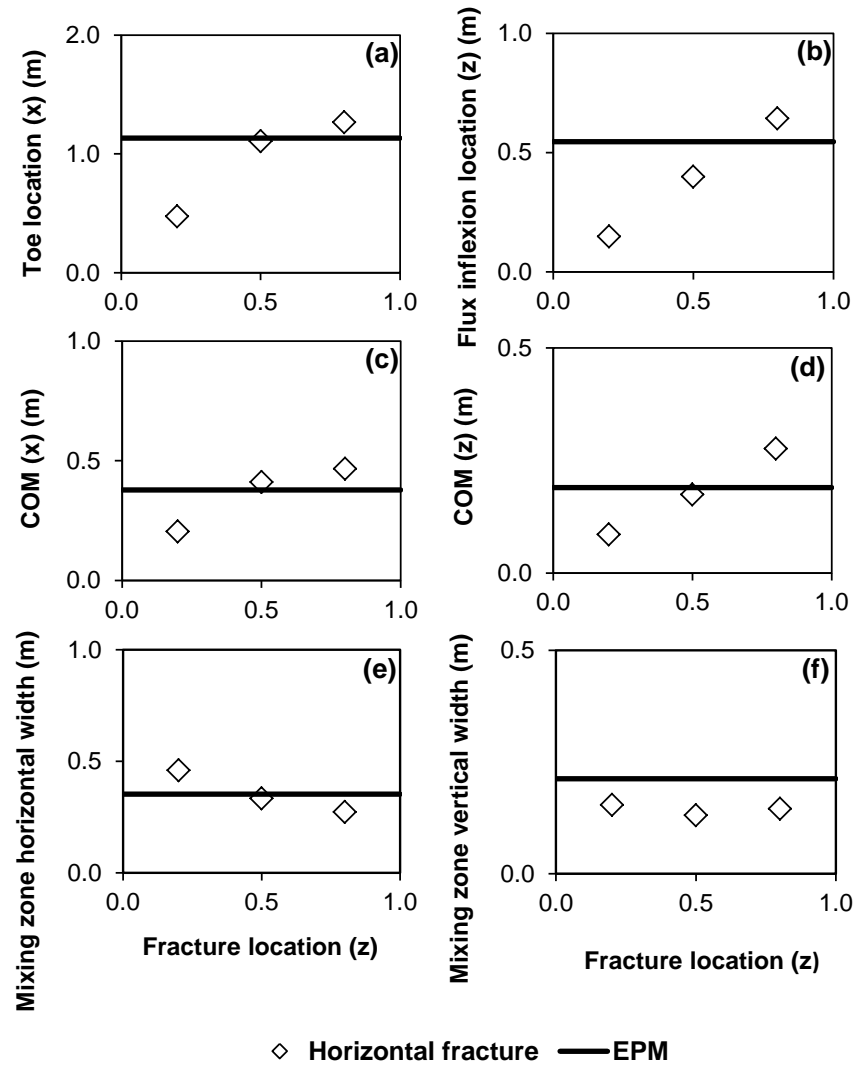 Toe location (x) (m)
2.0
1.0
0.0
(a)
0.0 0.5 1.0
Flux inflexion location (z) (m)
1.0
0.5
0.0
(b)
0.0 0.5 1.0
COM (x) (m)
1.0
0.5
0.0
(c)
0.0 0.5 1.0
COM (z) (m)
0.5
0.0
(d)
0.0 0.5 1.0
Mixing zone horizontal width (m)
1.0
0.5
0.0
(e)
0.0 0.5 1.0
Fracture location (z)
Mixing zone vertical width (m)
0.5
0.0
(f)
0.0 0.5 1.0
Fracture location (z)
Horizontal fracture EPM